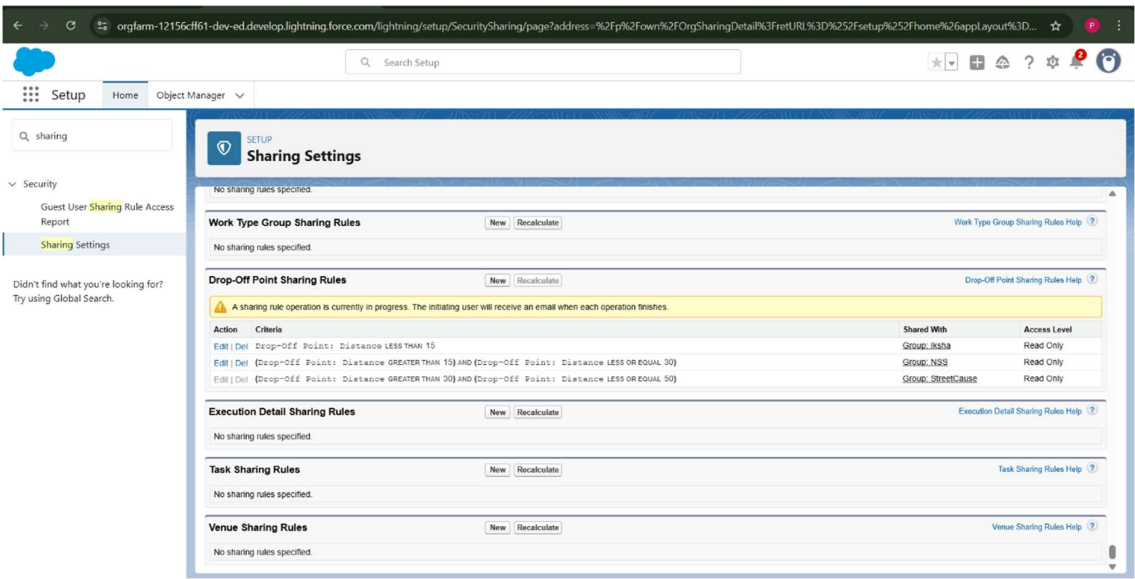 orgfarm-12156cff61-dev-ed.develop.lightning.force.com/lightning/setup/SecuritySharing/page?address=%2Fp%2Fown%2FOrgSharingDetail%3FretURL%3D%252Fsetup%252Fhome%26appLayout%3D...
P
Search Setup
2
Setup Home Object Manager
sharing
SETUP
Sharing Settings
Security
Guest User Sharing Rule Access
Report
Sharing Settings
Didn't find what you're looking for?
Try using Global Search.
No sharing rules specified.
Work Type Group Sharing Rules New Recalculate Work Type Group Sharing Rules Help ?
No sharing rules specified.
Drop-Off Point Sharing Rules New Recalculate Drop-Off Point Sharing Rules Help ?
A sharing rule operation is currently in progress. The initiating user will receive an email when each operation finishes.
Action Criteria Shared With Access Level
Edit | Del Drop-Off Point: Distance LESS THAN 15 Group: Iksha Read Only
Edit | Del (Drop-Off Point: Distance GREATER THAN 15) AND (Drop-Off Point: Distance LESS OR EQUAL 30) Group: NSS Read Only
Edit | Del (Drop-Off Point: Distance GREATER THAN 30) AND (Drop-Off Point: Distance LESS OR EQUAL 50) Group: StreetCause Read Only
Execution Detail Sharing Rules New Recalculate Execution Detail Sharing Rules Help ?
No sharing rules specified.
Task Sharing Rules New Recalculate Task Sharing Rules Help ?
No sharing rules specified.
Venue Sharing Rules New Recalculate Venue Sharing Rules Help ?
No sharing rules specified.